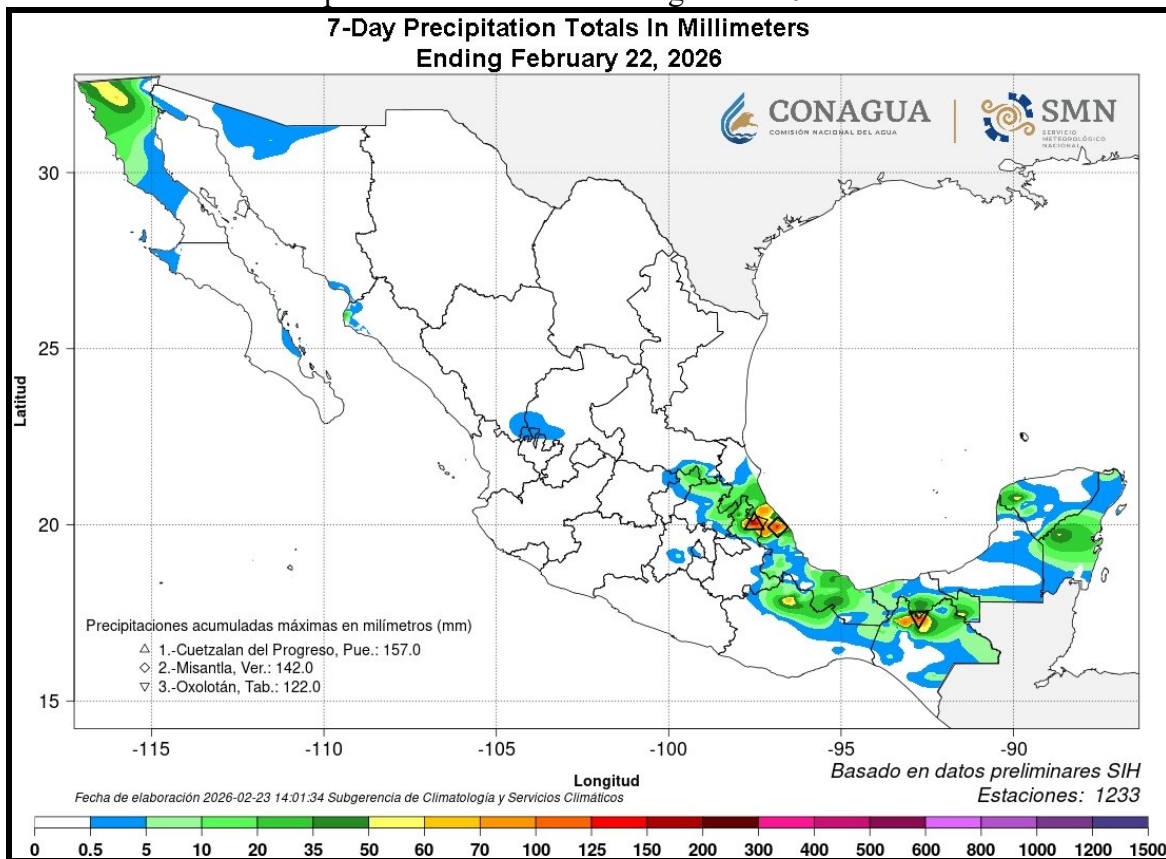 7-Day Precipitation Totals In Millimeters
Ending February 22, 2026
CONAGUA
COMISIÓN NACIONAL DEL AGUA
SMN
SERVICIO
METEOROLÓGICO
NACIONAL
30
25
20
15
Latitud
Precipitaciones acumuladas máximas en milímetros (mm)
1.-Cuetzalan del Progreso, Pue.: 157.0
2.-Misantla, Ver.: 142.0
3.-Oxolotán, Tab.: 122.0
-115 -110 -105 -100 -95 -90
Longitud
Basado en datos preliminares SIH
Estaciones: 1233
Fecha de elaboración 2026-02-23 14:01:34 Subgerencia de Climatología y Servicios Climáticos
0 0.5 5 10 20 35 50 60 70 100 125 150 200 300 400 500 600 800 1000 1200 1500